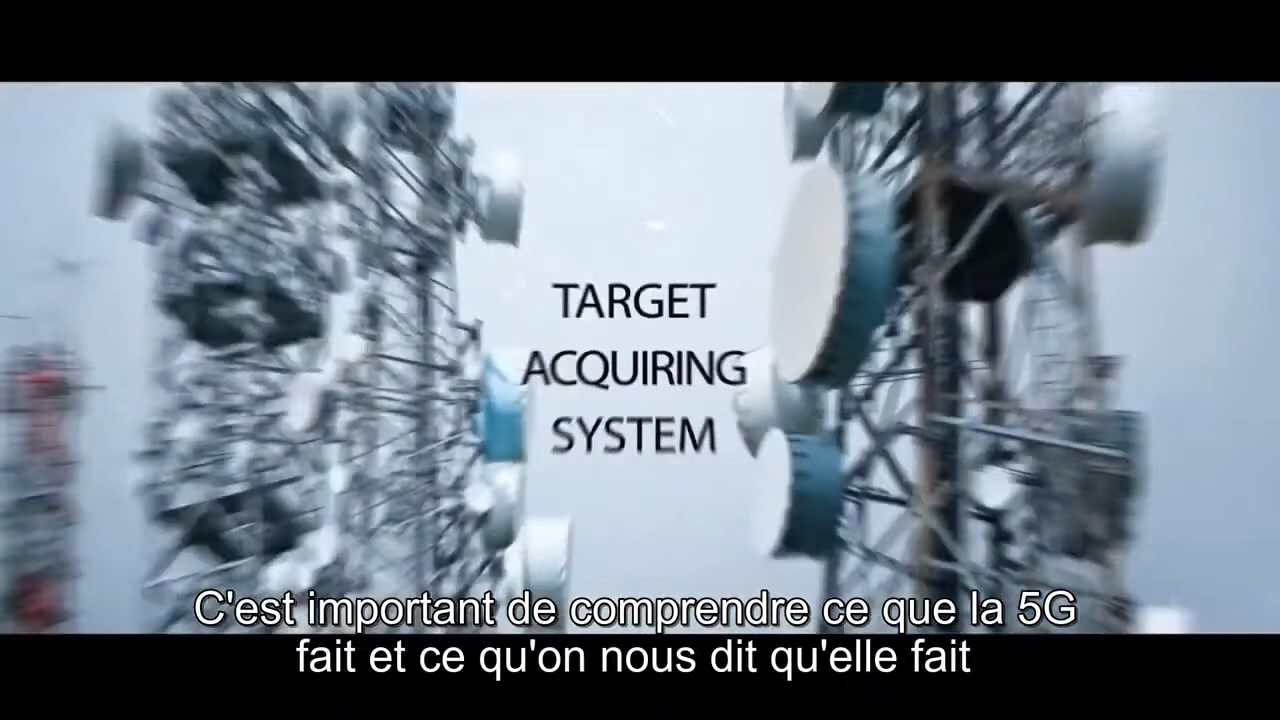 TARGET
ACQUIRING
SYSTEM
C'est important de comprendre ce que la 5G
fait et ce qu'on nous dit qu'elle fait